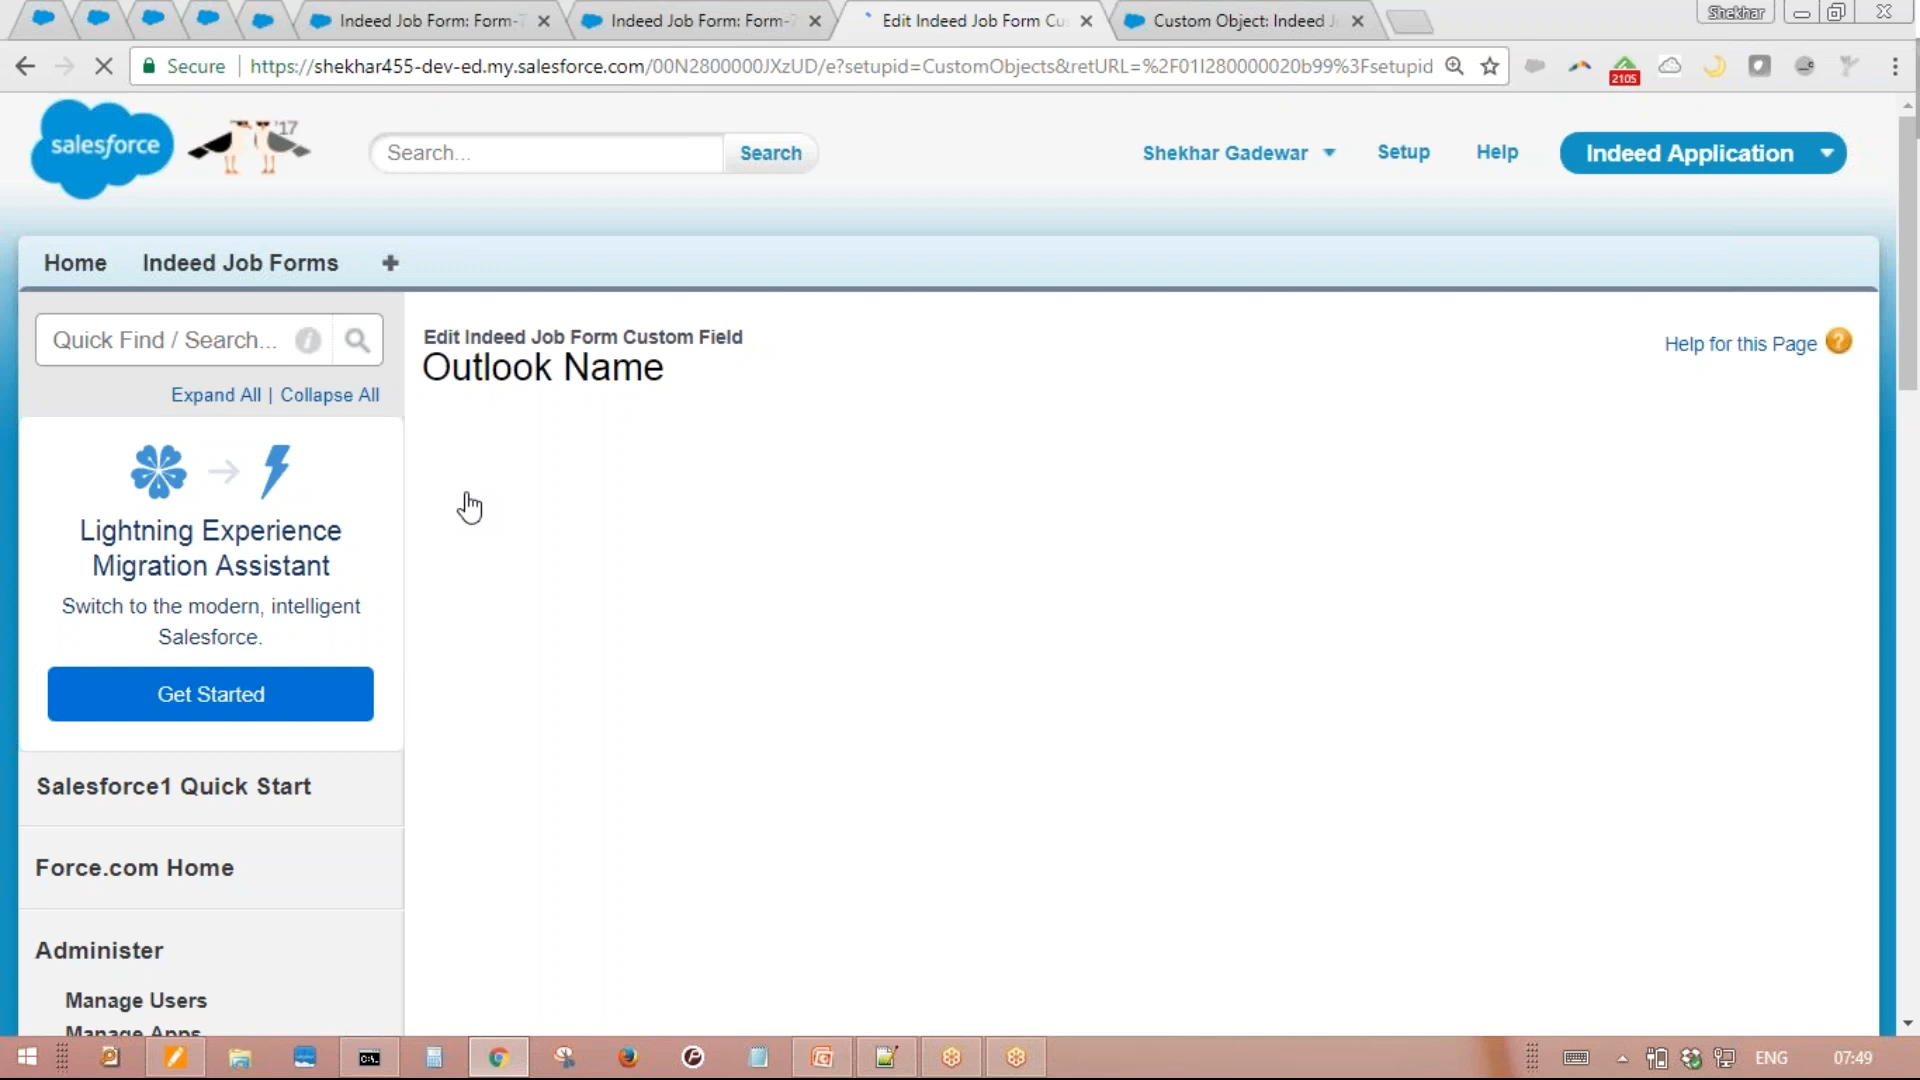 Indeed Job Form: Form-
Indeed Job Form: Form-
Edit Indeed Job Form Cu
Custom Object: Indeed J
Shekhar
Secure
https://shekhar455-dev-ed.my.salesforce.com/00N2800000JXzUD/e?setupid=CustomObjects&retURL=%2F01I280000020b99%3Fsetupid
2105
salesforce
'17
Search...
Search
Shekhar Gadewar
Setup
Help
Indeed Application
Home
Indeed Job Forms
Quick Find / Search...
Expand All | Collapse All
Edit Indeed Job Form Custom Field
Outlook Name
Help for this Page
Lightning Experience
Migration Assistant
Switch to the modern, intelligent
Salesforce.
Get Started
Salesforce1 Quick Start
Force.com Home
Administer
Manage Users
Manage Apps
ENG
07:49